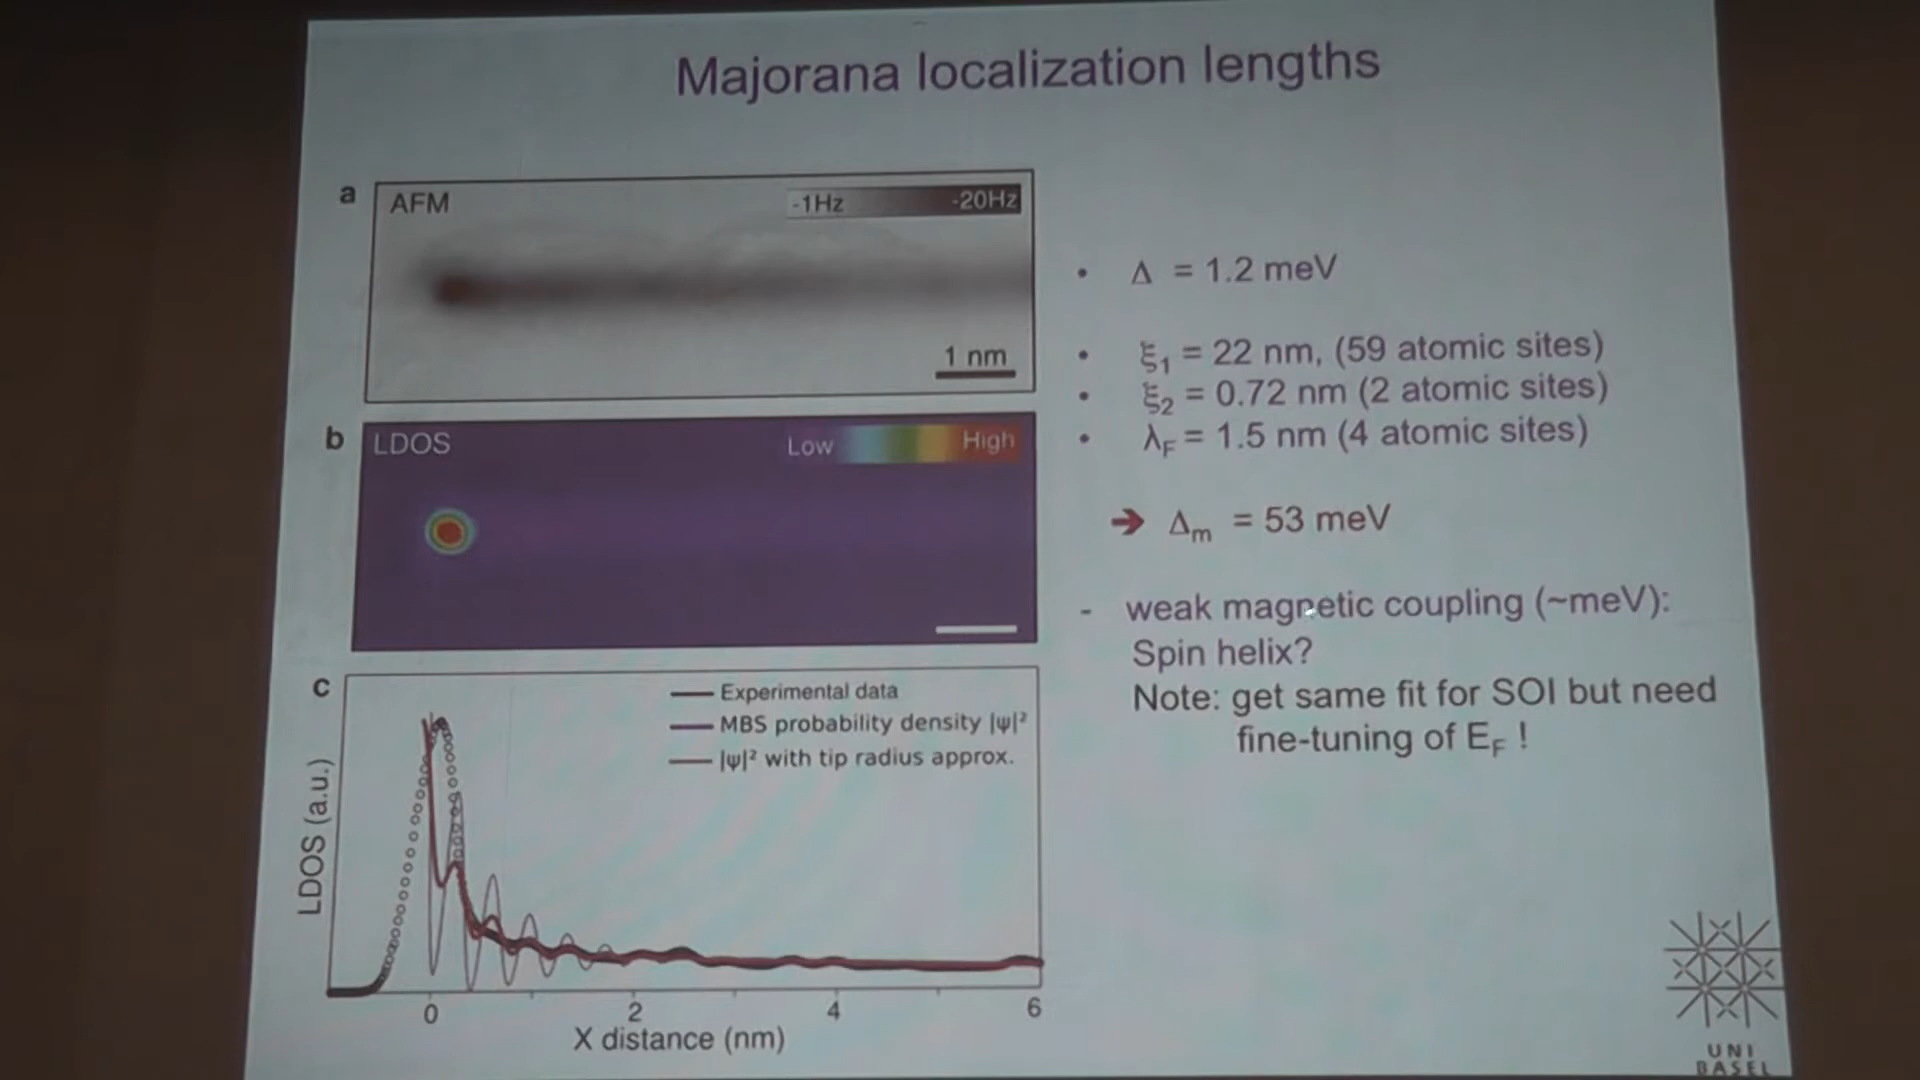 Majorana localization lengths
a
AFM
-1Hz
-20Hz
1 nm
b
LDOS
Low
High
c
Experimental data
MBS probability density |ψ|²
|ψ|² with tip radius approx.
LDOS (a.u.)
0
2
4
6
X distance (nm)
• Δ = 1.2 meV
• ξ₁ = 22 nm, (59 atomic sites)
• ξ₂ = 0.72 nm (2 atomic sites)
• λF = 1.5 nm (4 atomic sites)
➔ Δm = 53 meV
- weak magnetic coupling (~meV):
Spin helix?
Note: get same fit for SOI but need
fine-tuning of EF !
UNI
BASEL